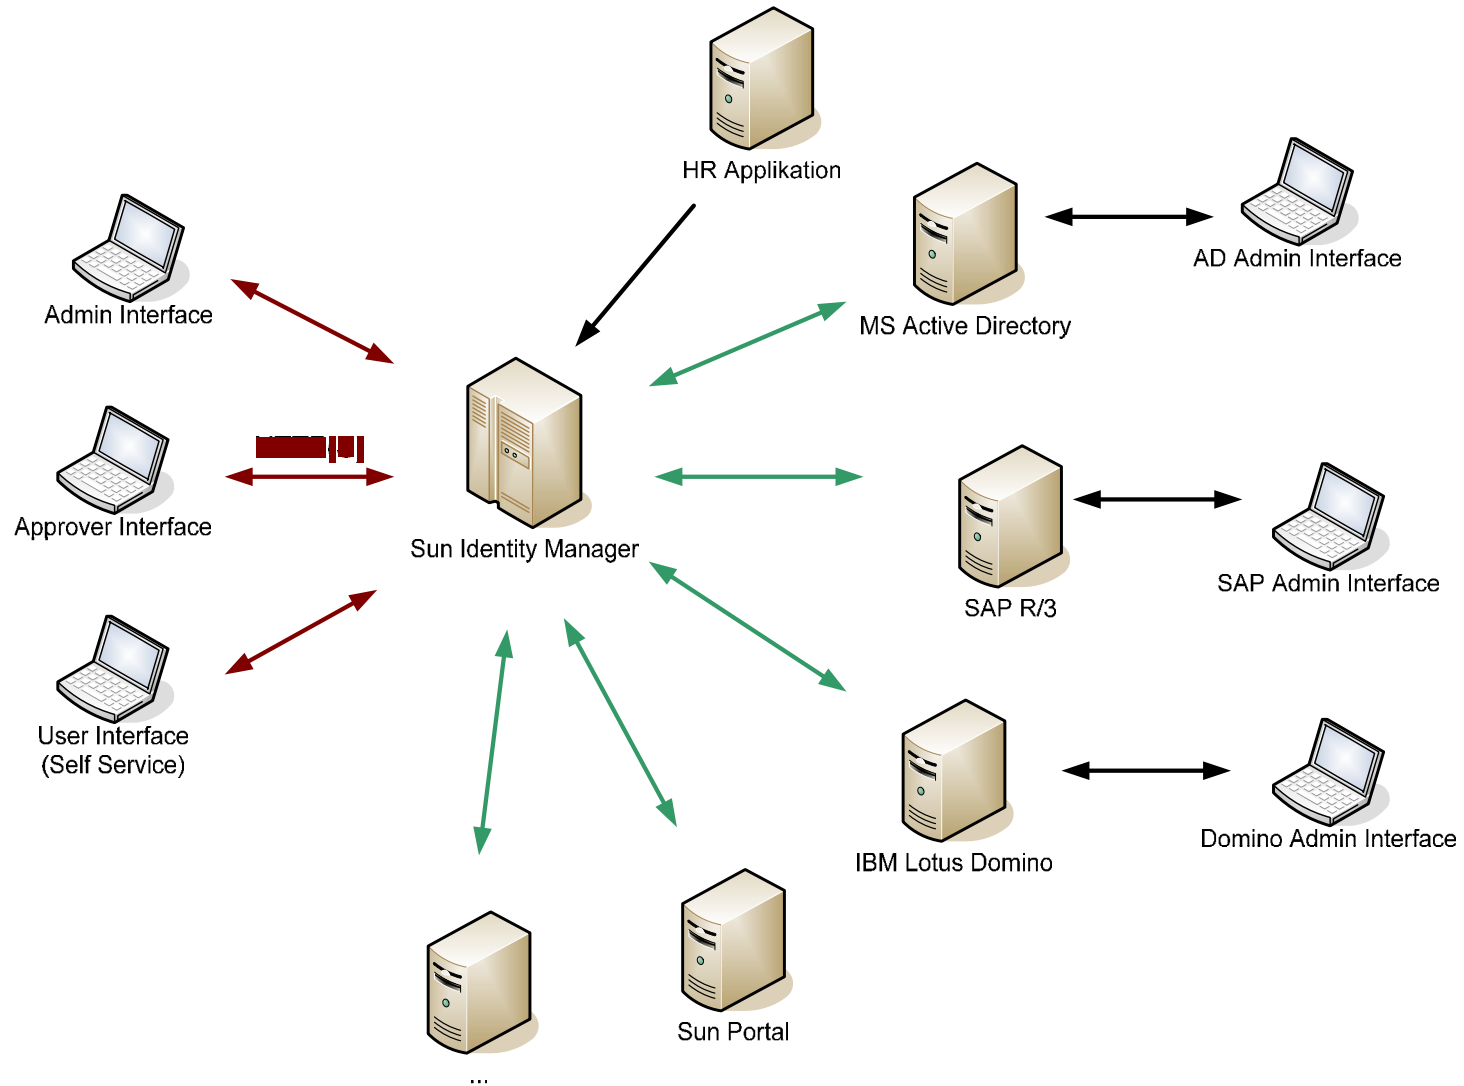 HR Applikation
AD Admin Interface
Admin Interface
MS Active Directory
Approver Interface
Sun Identity Manager
SAP Admin Interface
SAP R/3
User Interface
(Self Service)
Domino Admin Interface
IBM Lotus Domino
Sun Portal
...